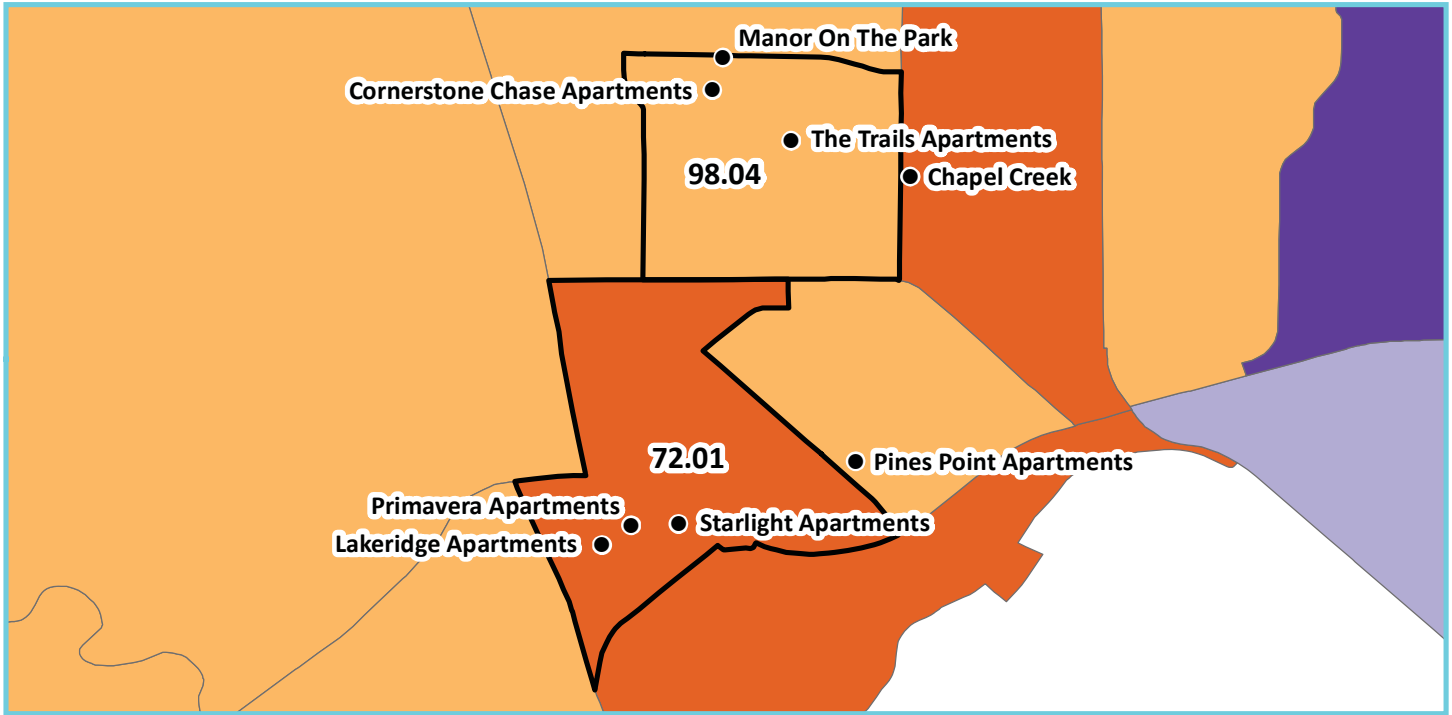 Manor On The Park
Cornerstone Chase Apartments
The Trails Apartments
98.04
Chapel Creek
72.01
Pines Point Apartments
Primavera Apartments
Starlight Apartments
Lakeridge Apartments